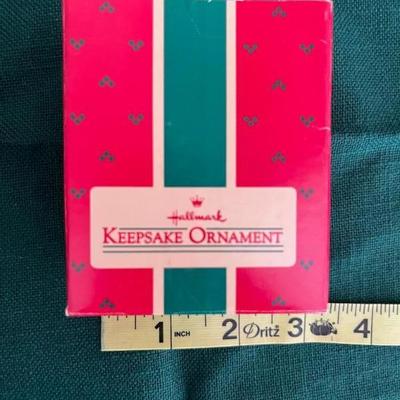 Hallmark
KEEPSAKE ORNAMENT
1 INCH 2 Dritz 3 4